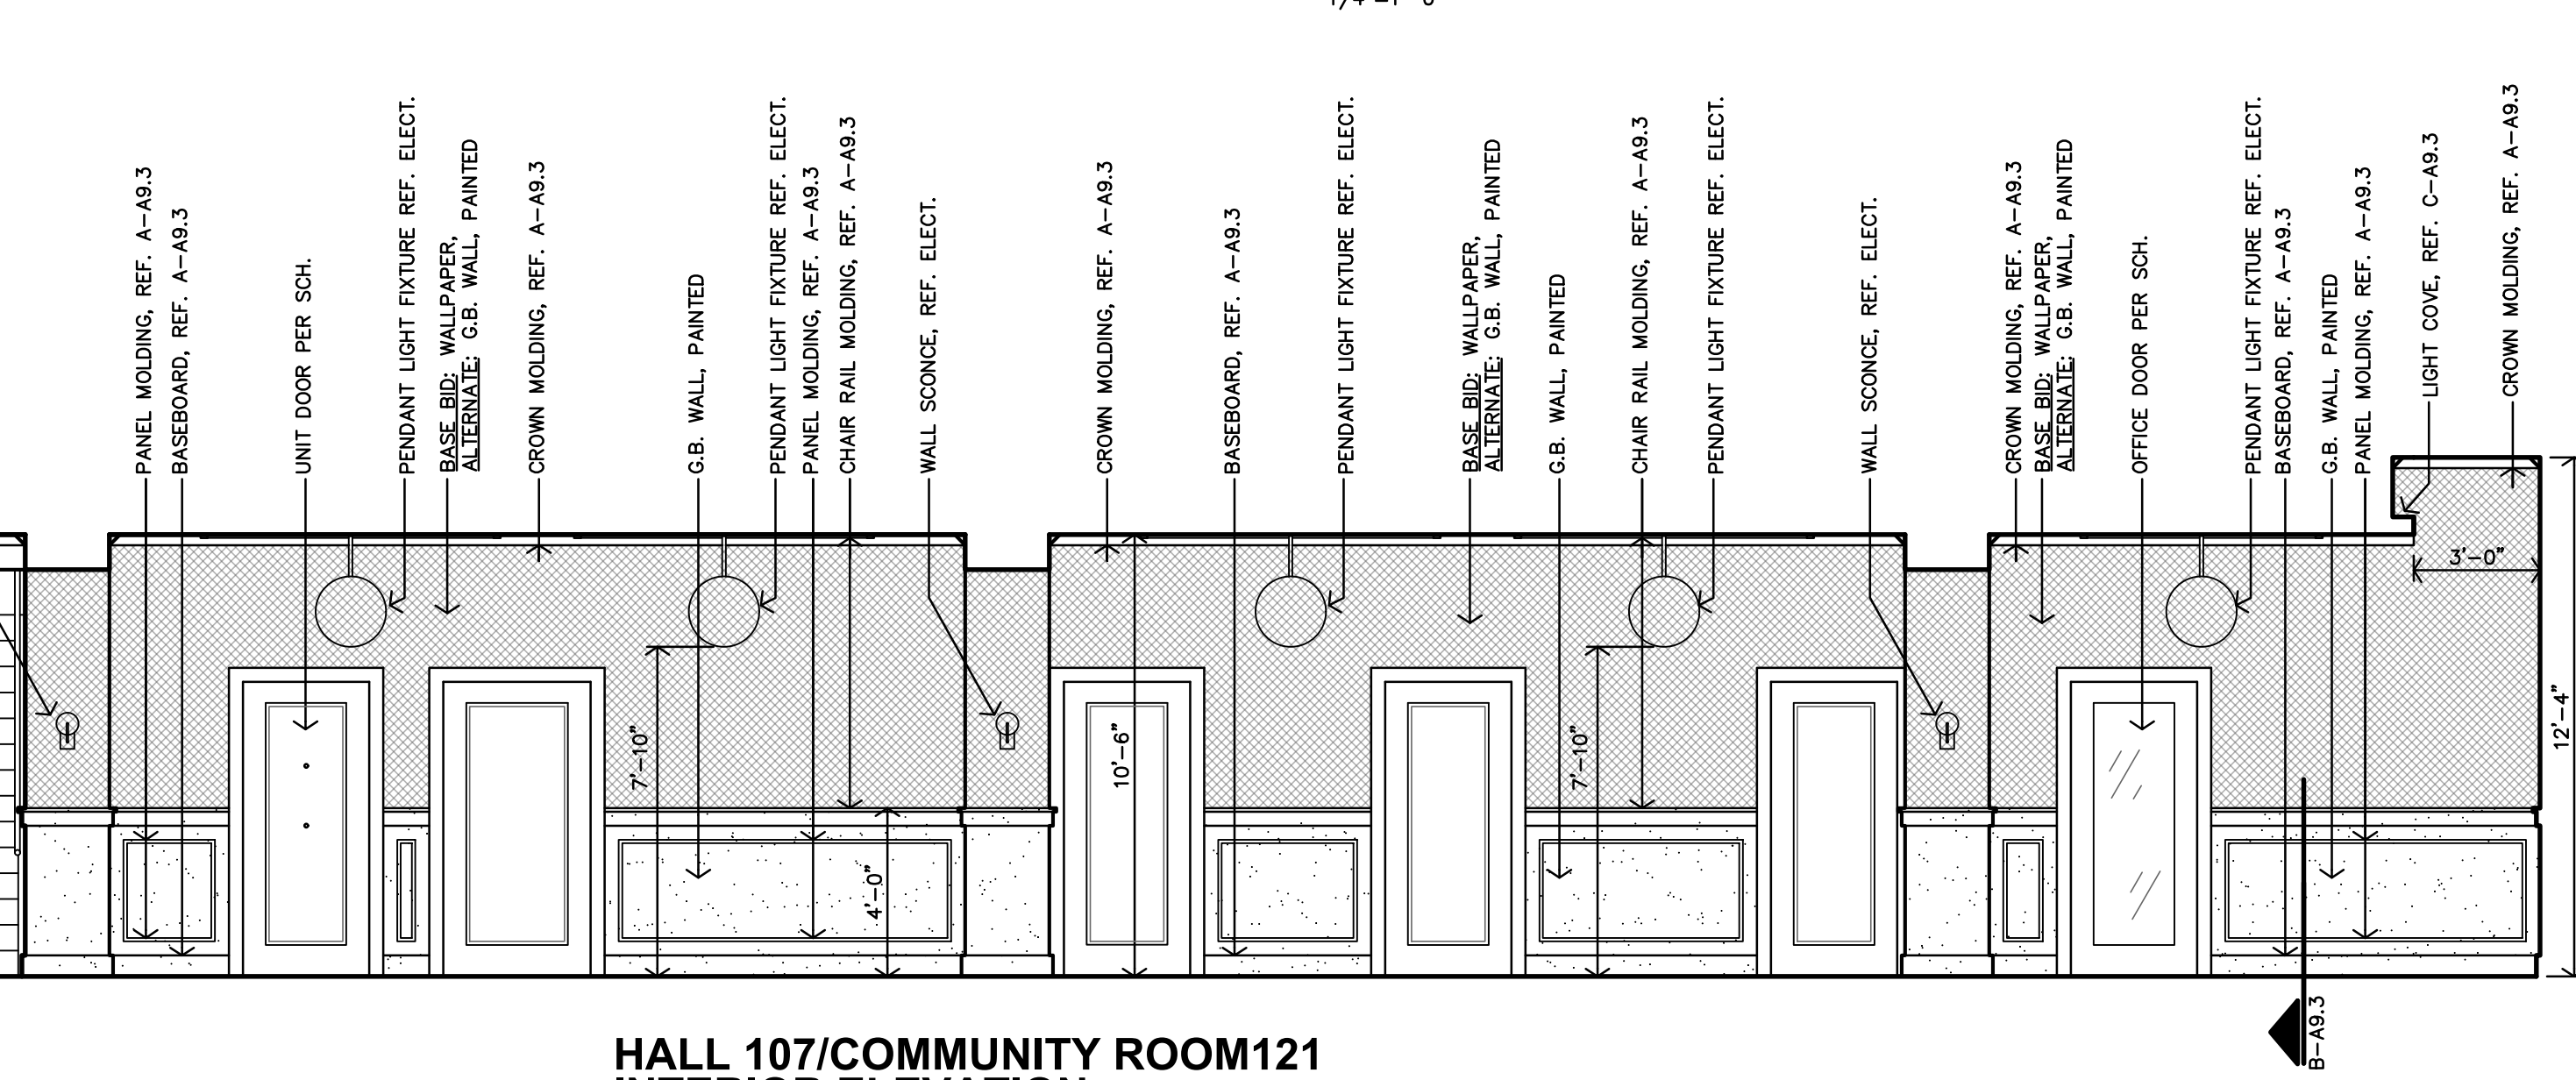 PANEL MOLDING, REF. A-A9.3
BASEBOARD, REF. A-A9.3
UNIT DOOR PER SCH.
PENDANT LIGHT FIXTURE REF. ELECT.
BASE BID: WALLPAPER,
ALTERNATE: G.B. WALL, PAINTED
CROWN MOLDING, REF. A-A9.3
G.B. WALL, PAINTED
PENDANT LIGHT FIXTURE REF. ELECT.
PANEL MOLDING, REF. A-A9.3
CHAIR RAIL MOLDING, REF. A-A9.3
WALL SCONCE, REF. ELECT.
CROWN MOLDING, REF. A-A9.3
BASEBOARD, REF. A-A9.3
PENDANT LIGHT FIXTURE REF. ELECT.
BASE BID: WALLPAPER,
ALTERNATE: G.B. WALL, PAINTED
G.B. WALL, PAINTED
CHAIR RAIL MOLDING, REF. A-A9.3
PENDANT LIGHT FIXTURE REF. ELECT.
WALL SCONCE, REF. ELECT.
CROWN MOLDING, REF. A-A9.3
BASE BID: WALLPAPER,
ALTERNATE: G.B. WALL, PAINTED
OFFICE DOOR PER SCH.
PENDANT LIGHT FIXTURE REF. ELECT.
BASEBOARD, REF. A-A9.3
G.B. WALL, PAINTED
PANEL MOLDING, REF. A-A9.3
LIGHT COVE, REF. C-A9.3
CROWN MOLDING, REF. A-A9.3
3'-0"
7'-10"
4'-0"
10'-6"
7'-10"
12'-4"
B-A9.3
HALL 107/COMMUNITY ROOM121
INTERIOR ELEVATION